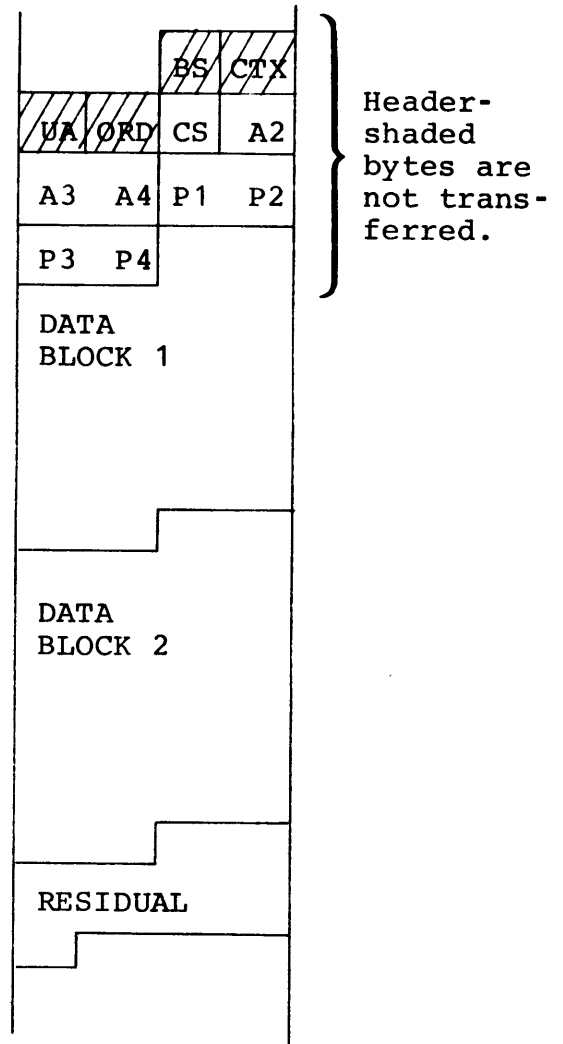 BS CTX
UA ORD CS A2
A3 A4 P1 P2
P3 P4
Header-
shaded
bytes are
not trans-
ferred.
DATA
BLOCK 1
DATA
BLOCK 2
RESIDUAL